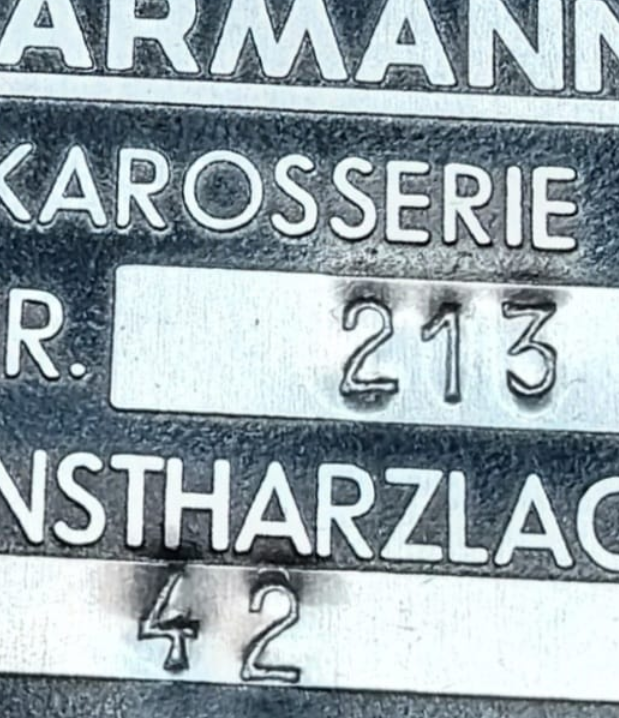 ARMANN
KAROSSERIE
R. 213
NSTHARZLAC
42